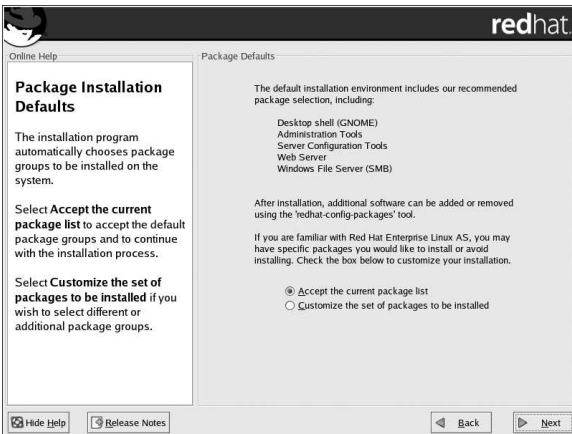 redhat.
Online Help
Package Installation
Defaults
The installation program
automatically chooses package
groups to be installed on the
system.
Select Accept the current
package list to accept the default
package groups and to continue
with the installation process.
Select Customize the set of
packages to be installed if you
wish to select different or
additional package groups.
Package Defaults
The default installation environment includes our recommended
package selection, including:
Desktop shell (GNOME)
Administration Tools
Server Configuration Tools
Web Server
Windows File Server (SMB)
After installation, additional software can be added or removed
using the 'redhat-config-packages' tool.
If you are familiar with Red Hat Enterprise Linux AS, you may
have specific packages you would like to install or avoid
installing. Check the box below to customize your installation.
Accept the current package list
Customize the set of packages to be installed
Hide Help
Release Notes
Back
Next